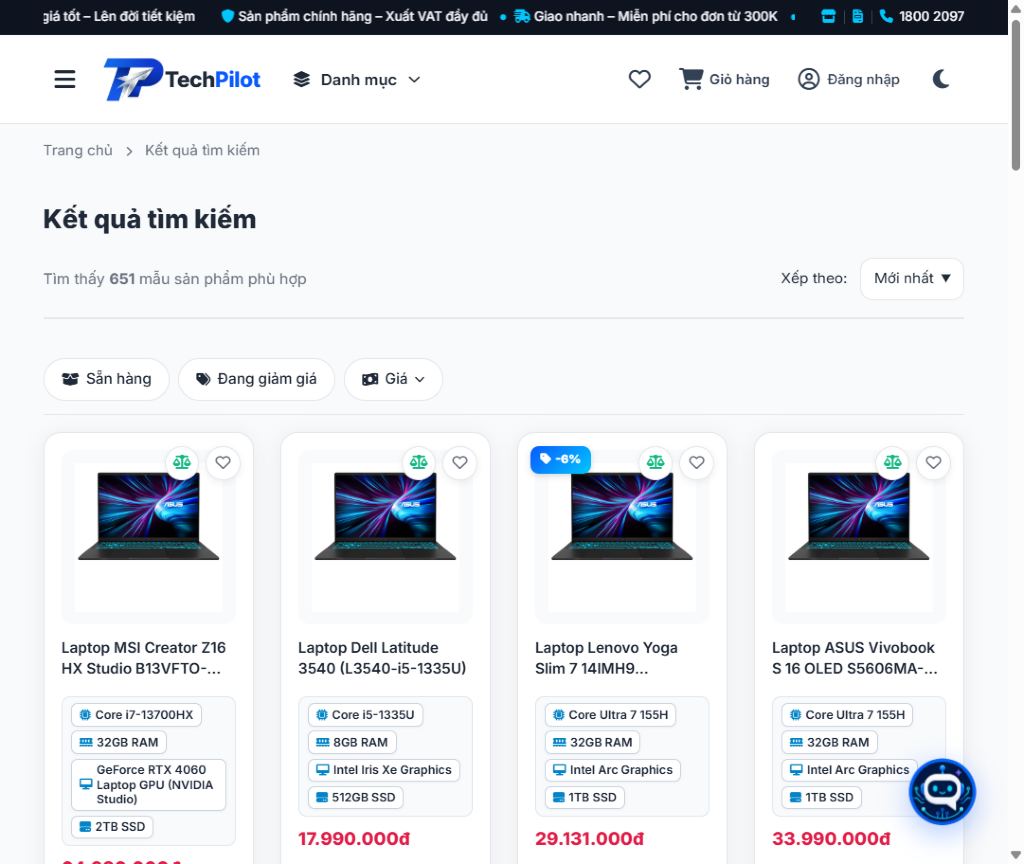 giá tốt – Lên đời tiết kiệm
Sản phẩm chính hãng – Xuất VAT đầy đủ
Giao nhanh – Miễn phí cho đơn từ 300K
1800 2097
TechPilot
Danh mục
Giỏ hàng
Đăng nhập
Trang chủ
Kết quả tìm kiếm
Kết quả tìm kiếm
Tìm thấy 651 mẫu sản phẩm phù hợp
Xếp theo:
Mới nhất ▼
Sẵn hàng
Đang giảm giá
Giá
ASUS
Laptop MSI Creator Z16
HX Studio B13VFTO-...
Core i7-13700HX
32GB RAM
GeForce RTX 4060
Laptop GPU (NVIDIA
Studio)
2TB SSD
ASUS
Laptop Dell Latitude
3540 (L3540-i5-1335U)
Core i5-1335U
8GB RAM
Intel Iris Xe Graphics
512GB SSD
17.990.000đ
-6%
ASUS
Laptop Lenovo Yoga
Slim 7 14IMH9...
Core Ultra 7 155H
32GB RAM
Intel Arc Graphics
1TB SSD
29.131.000đ
ASUS
Laptop ASUS Vivobook
S 16 OLED S5606MA-...
Core Ultra 7 155H
32GB RAM
Intel Arc Graphics
1TB SSD
33.990.000đ